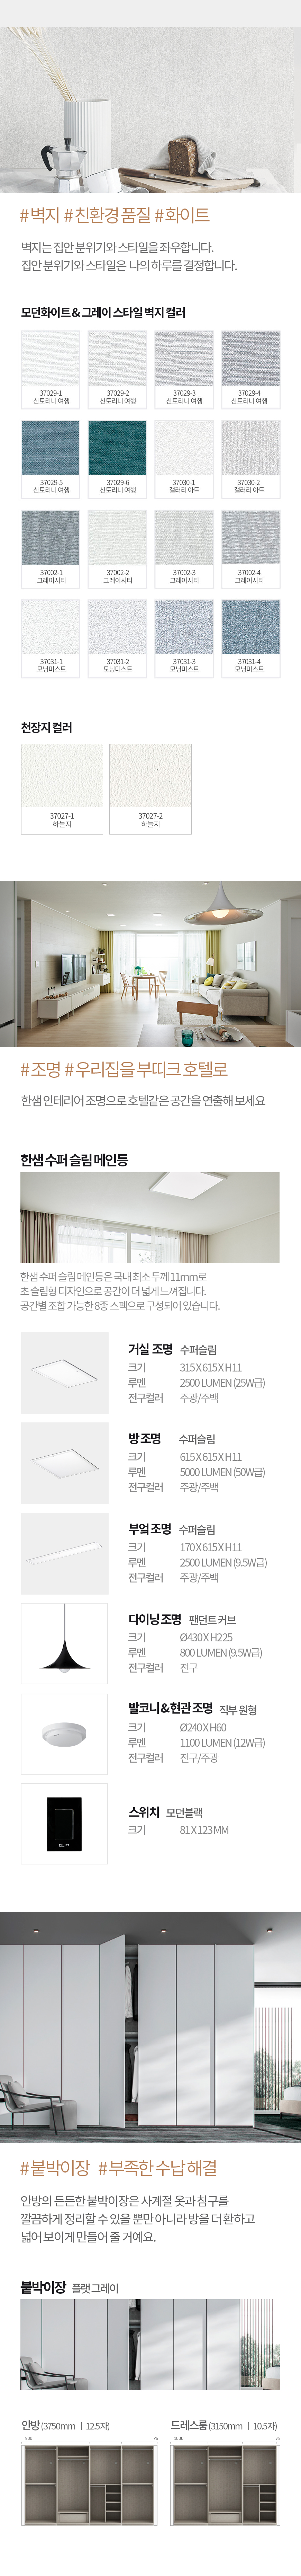 #벽지 #친환경 품질 #화이트
벽지는 집안 분위기와 스타일을 좌우합니다.
집안 분위기와 스타일은 나의 하루를 결정합니다.
모던화이트 & 그레이 스타일 벽지 컬러
37029-1 37029-2 37029-3 37029-4
산토리니 여행 산토리니 여행 산토리니 여행 산토리니 여행
37029-5 37029-6 37030-1 37030-2
산토리니 여행 산토리니 여행 갤러리 아트 갤러리 아트
37002-1 37002-2 37002-3 37002-4
그레이시티 그레이시티 그레이시티 그레이시티
37031-1 37031-2 37031-3 37031-4
모닝미스트 모닝미스트 모닝미스트 모닝미스트
천장지 컬러
37027-1 37027-2
하늘지 하늘지
#조명 #우리집을 부띠크 호텔로
한샘 인테리어 조명으로 호텔같은 공간을 연출해 보세요
한샘 수퍼 슬림 메인등
한샘 수퍼 슬림 메인등은 국내 최소 두께 11mm로
초 슬림형 디자인으로 공간이 더 넓게 느껴집니다.
공간별 조합 가능한 8종 스펙으로 구성되어 있습니다.
거실 조명 수퍼슬림
크기 315 X 615 X H11
루멘 2500 LUMEN (25W급)
전구컬러 주광/주백
방 조명 수퍼슬림
크기 615 X 615 X H11
루멘 5000 LUMEN (50W급)
전구컬러 주광/주백
부엌 조명 수퍼슬림
크기 170 X 615 X H11
루멘 2500 LUMEN (9.5W급)
전구컬러 주광/주백
다이닝 조명 팬던트 커브
크기 Ø430 X H225
루멘 800 LUMEN (9.5W급)
전구컬러 전구
발코니 & 현관 조명 직부 원형
크기 Ø240 X H60
루멘 1100 LUMEN (12W급)
전구컬러 전구/주광
스위치 모던블랙
크기 81 X 123 MM
#붙박이장 #부족한 수납 해결
안방의 든든한 붙박이장은 사계절 옷과 침구를
깔끔하게 정리할 수 있을 뿐만 아니라 방을 더 환하고
넓어 보이게 만들어 줄 거예요.
붙박이장 플랫 그레이
안방 (3750mm ㅣ 12.5자) 드레스룸 (3150mm ㅣ 10.5자)
900 75 1000 75